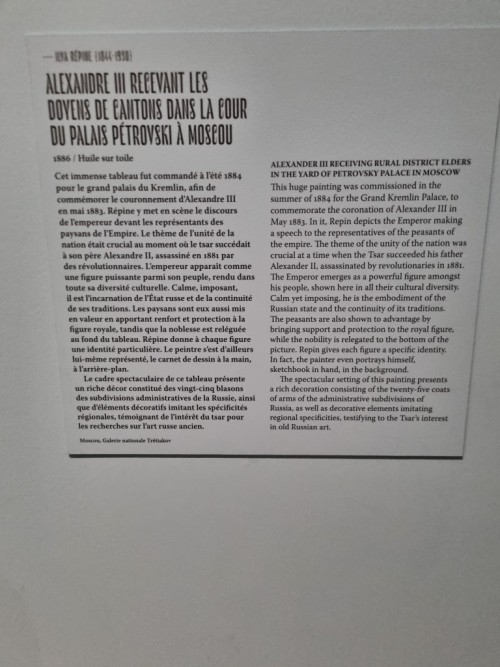 — ILYA RÉPINE (1844-1930)
ALEXANDRE III RECEVANT LES
DOYENS DE CANTONS DANS LA COUR
DU PALAIS PÉTROVSKI À MOSCOU
1886 / Huile sur toile
Cet immense tableau fut commandé à l'été 1884
pour le grand palais du Kremlin, afin de
commémorer le couronnement d'Alexandre III
en mai 1883. Répine y met en scène le discours
de l'empereur devant les représentants des
paysans de l'Empire. Le thème de l'unité de la
nation était crucial au moment où le tsar succédait
à son père Alexandre II, assassiné en 1881 par
des révolutionnaires. L'empereur apparaît comme
une figure puissante parmi son peuple, rendu dans
toute sa diversité culturelle. Calme, imposant,
il est l'incarnation de l'État russe et de la continuité
de ses traditions. Les paysans sont eux aussi mis
en valeur en apportant renfort et protection à la
figure royale, tandis que la noblesse est reléguée
au fond du tableau. Répine donne à chaque figure
une identité particulière. Le peintre s'est d'ailleurs
lui-même représenté, le carnet de dessin à la main,
à l'arrière-plan.
Le cadre spectaculaire de ce tableau présente
un riche décor constitué des vingt-cinq blasons
des subdivisions administratives de la Russie, ainsi
que d'éléments décoratifs imitant les spécificités
régionales, témoignant de l'intérêt du tsar pour
les recherches sur l'art russe ancien.
Moscou, Galerie nationale Trétiakov
ALEXANDER III RECEIVING RURAL DISTRICT ELDERS
IN THE YARD OF PETROVSKY PALACE IN MOSCOW
This huge painting was commissioned in the
summer of 1884 for the Grand Kremlin Palace, to
commemorate the coronation of Alexander III in
May 1883. In it, Repin depicts the Emperor making
a speech to the representatives of the peasants of
the empire. The theme of the unity of the nation was
crucial at a time when the Tsar succeeded his father
Alexander II, assassinated by revolutionaries in 1881.
The Emperor emerges as a powerful figure amongst
his people, shown here in all their cultural diversity.
Calm yet imposing, he is the embodiment of the
Russian state and the continuity of its traditions.
The peasants are also shown to advantage by
bringing support and protection to the royal figure,
while the nobility is relegated to the bottom of the
picture. Repin gives each figure a specific identity.
In fact, the painter even portrays himself,
sketchbook in hand, in the background.
The spectacular setting of this painting presents
a rich decoration consisting of the twenty-five coats
of arms of the administrative subdivisions of
Russia, as well as decorative elements imitating
regional specificities, testifying to the Tsar's interest
in old Russian art.